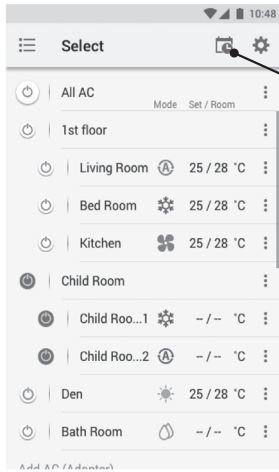 10:48
Select
All AC
Mode Set / Room
1st floor
Living Room A 25 / 28 °C
Bed Room 25 / 28 °C
Kitchen 25 / 28 °C
Child Room
Child Roo...1 -- / -- °C
Child Roo...2 A -- / -- °C
Den 25 / 28 °C
Bath Room -- / -- °C
Add AC (Adaptor)